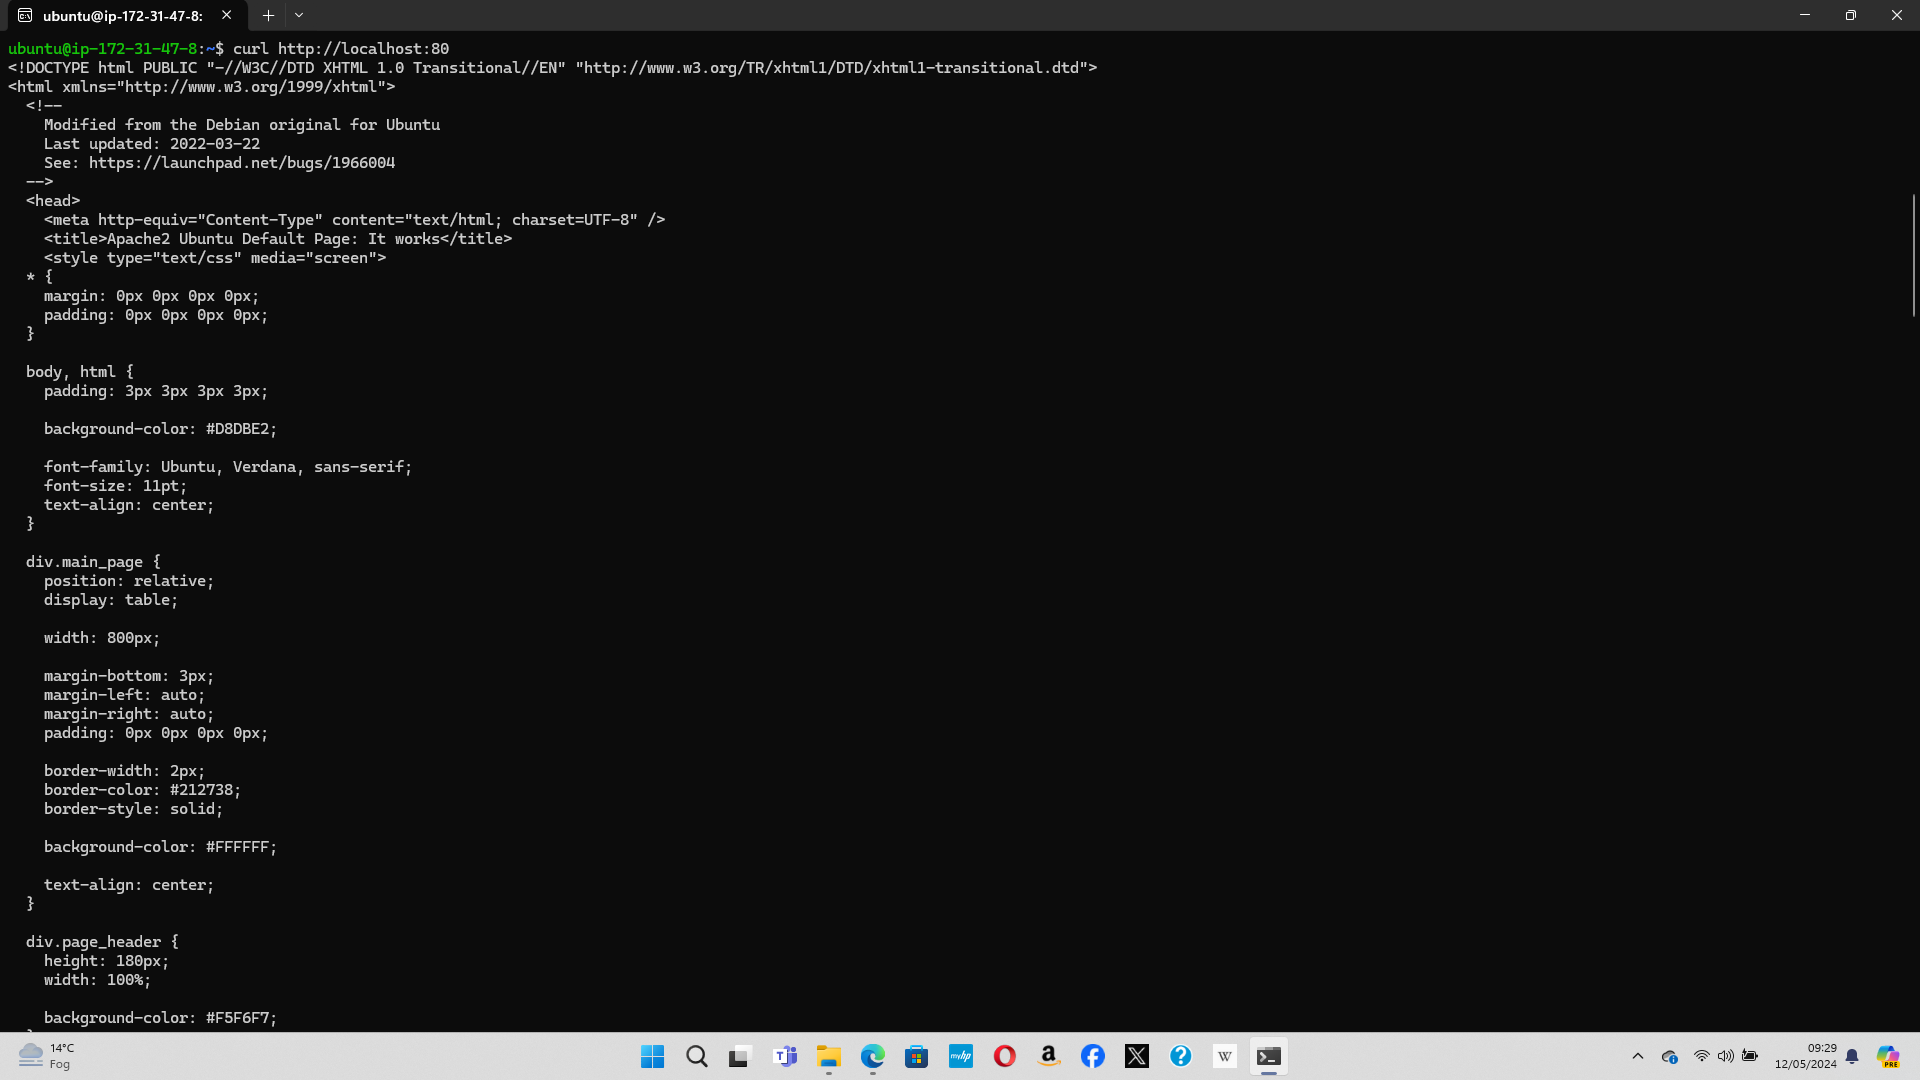 ubuntu@ip-172-31-47-8:
ubuntu@ip-172-31-47-8:~$ curl http://localhost:80
<!DOCTYPE html PUBLIC "-//W3C//DTD XHTML 1.0 Transitional//EN" "http://www.w3.org/TR/xhtml1/DTD/xhtml1-transitional.dtd">
<html xmlns="http://www.w3.org/1999/xhtml">
  <!--
    Modified from the Debian original for Ubuntu
    Last updated: 2022-03-22
    See: https://launchpad.net/bugs/1966004
  -->
  <head>
    <meta http-equiv="Content-Type" content="text/html; charset=UTF-8" />
    <title>Apache2 Ubuntu Default Page: It works</title>
    <style type="text/css" media="screen">
  * {
    margin: 0px 0px 0px 0px;
    padding: 0px 0px 0px 0px;
  }
  body, html {
    padding: 3px 3px 3px 3px;
    background-color: #D8DBE2;
    font-family: Ubuntu, Verdana, sans-serif;
    font-size: 11pt;
    text-align: center;
  }
  div.main_page {
    position: relative;
    display: table;
    width: 800px;
    margin-bottom: 3px;
    margin-left: auto;
    margin-right: auto;
    padding: 0px 0px 0px 0px;
    border-width: 2px;
    border-color: #212738;
    border-style: solid;
    background-color: #FFFFFF;
    text-align: center;
  }
  div.page_header {
    height: 180px;
    width: 100%;
    background-color: #F5F6F7;
14°C
Fog
myhp
a
W
09:29
12/05/2024
PRE